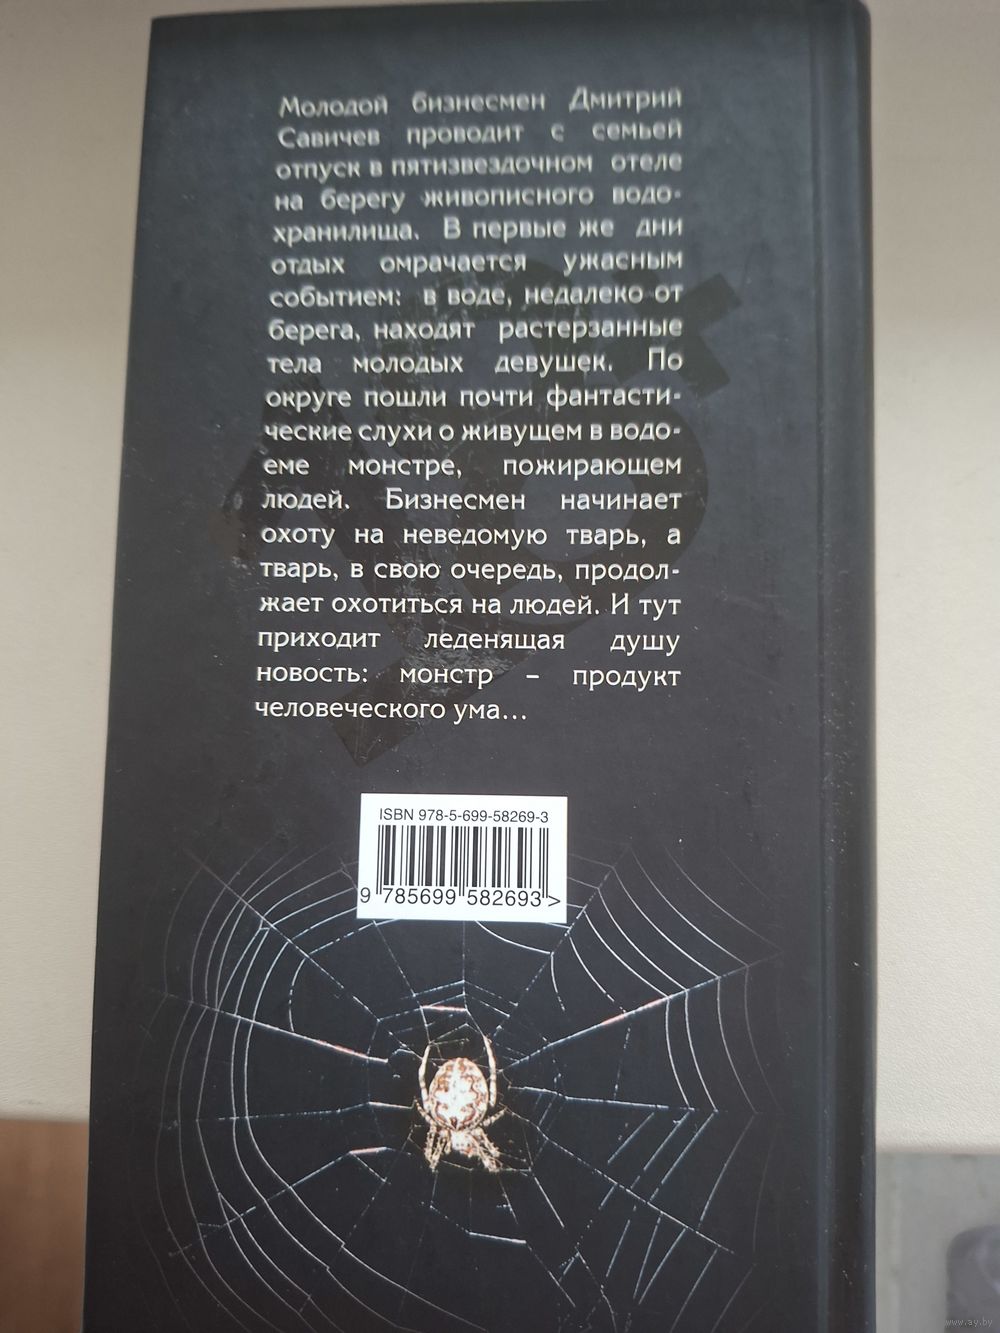 Молодой бизнесмен Дмитрий
Савичев проводит с семьей
отпуск в пятизвездочном отеле
на берегу живописного водо-
хранилища. В первые же дни
отдых омрачается ужасным
событием: в воде, недалеко от
берега, находят растерзанные
тела молодых девушек. По
округе пошли почти фантасти-
ческие слухи о живущем в водо-
еме монстре, пожирающем
людей. Бизнесмен начинает
охоту на неведомую тварь, а
тварь, в свою очередь, продол-
жает охотиться на людей. И тут
приходит леденящая душу
новость: монстр – продукт
человеческого ума...
ISBN 978-5-699-58269-3
9 785699 582693 >
www.ay.by